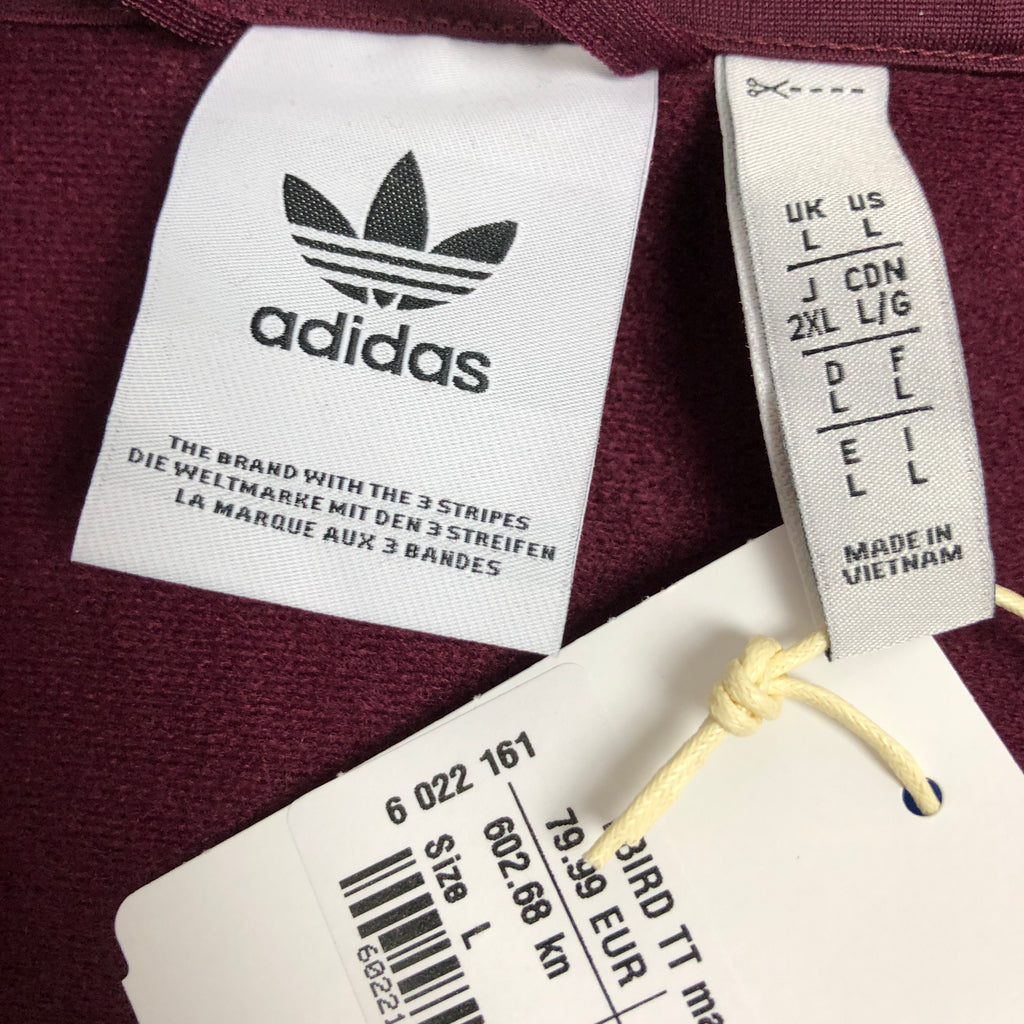 adidas
THE BRAND WITH THE 3 STRIPES
DIE WELTMARKE MIT DEN 3 STREIFEN
LA MARQUE AUX 3 BANDES
UK US
L L
J CDN
2XL L/G
D F
L L
E I
L L
MADE IN
VIETNAM
6 022 161
BIRD TT
79.99 EUR
602.68 kn
Size L